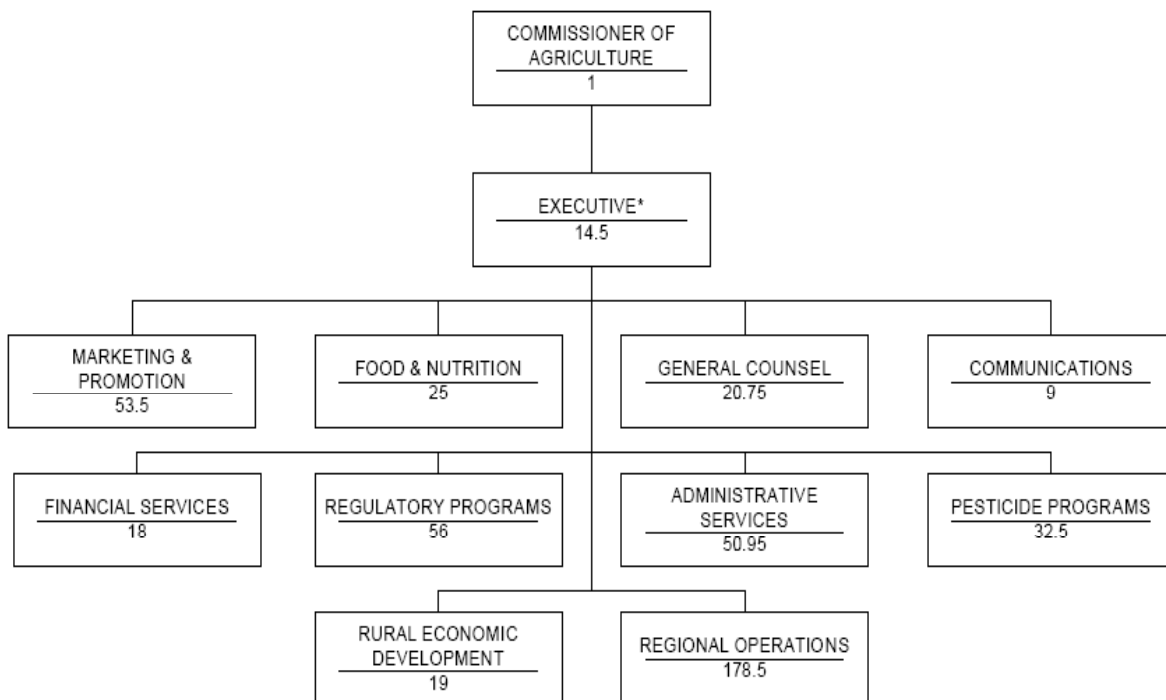 COMMISSIONER OF
AGRICULTURE
1
EXECUTIVE*
14.5
MARKETING &
PROMOTION
53.5
FOOD & NUTRITION
25
GENERAL COUNSEL
20.75
COMMUNICATIONS
9
FINANCIAL SERVICES
18
REGULATORY PROGRAMS
56
ADMINISTRATIVE
SERVICES
50.95
PESTICIDE PROGRAMS
32.5
RURAL ECONOMIC
DEVELOPMENT
19
REGIONAL OPERATIONS
178.5